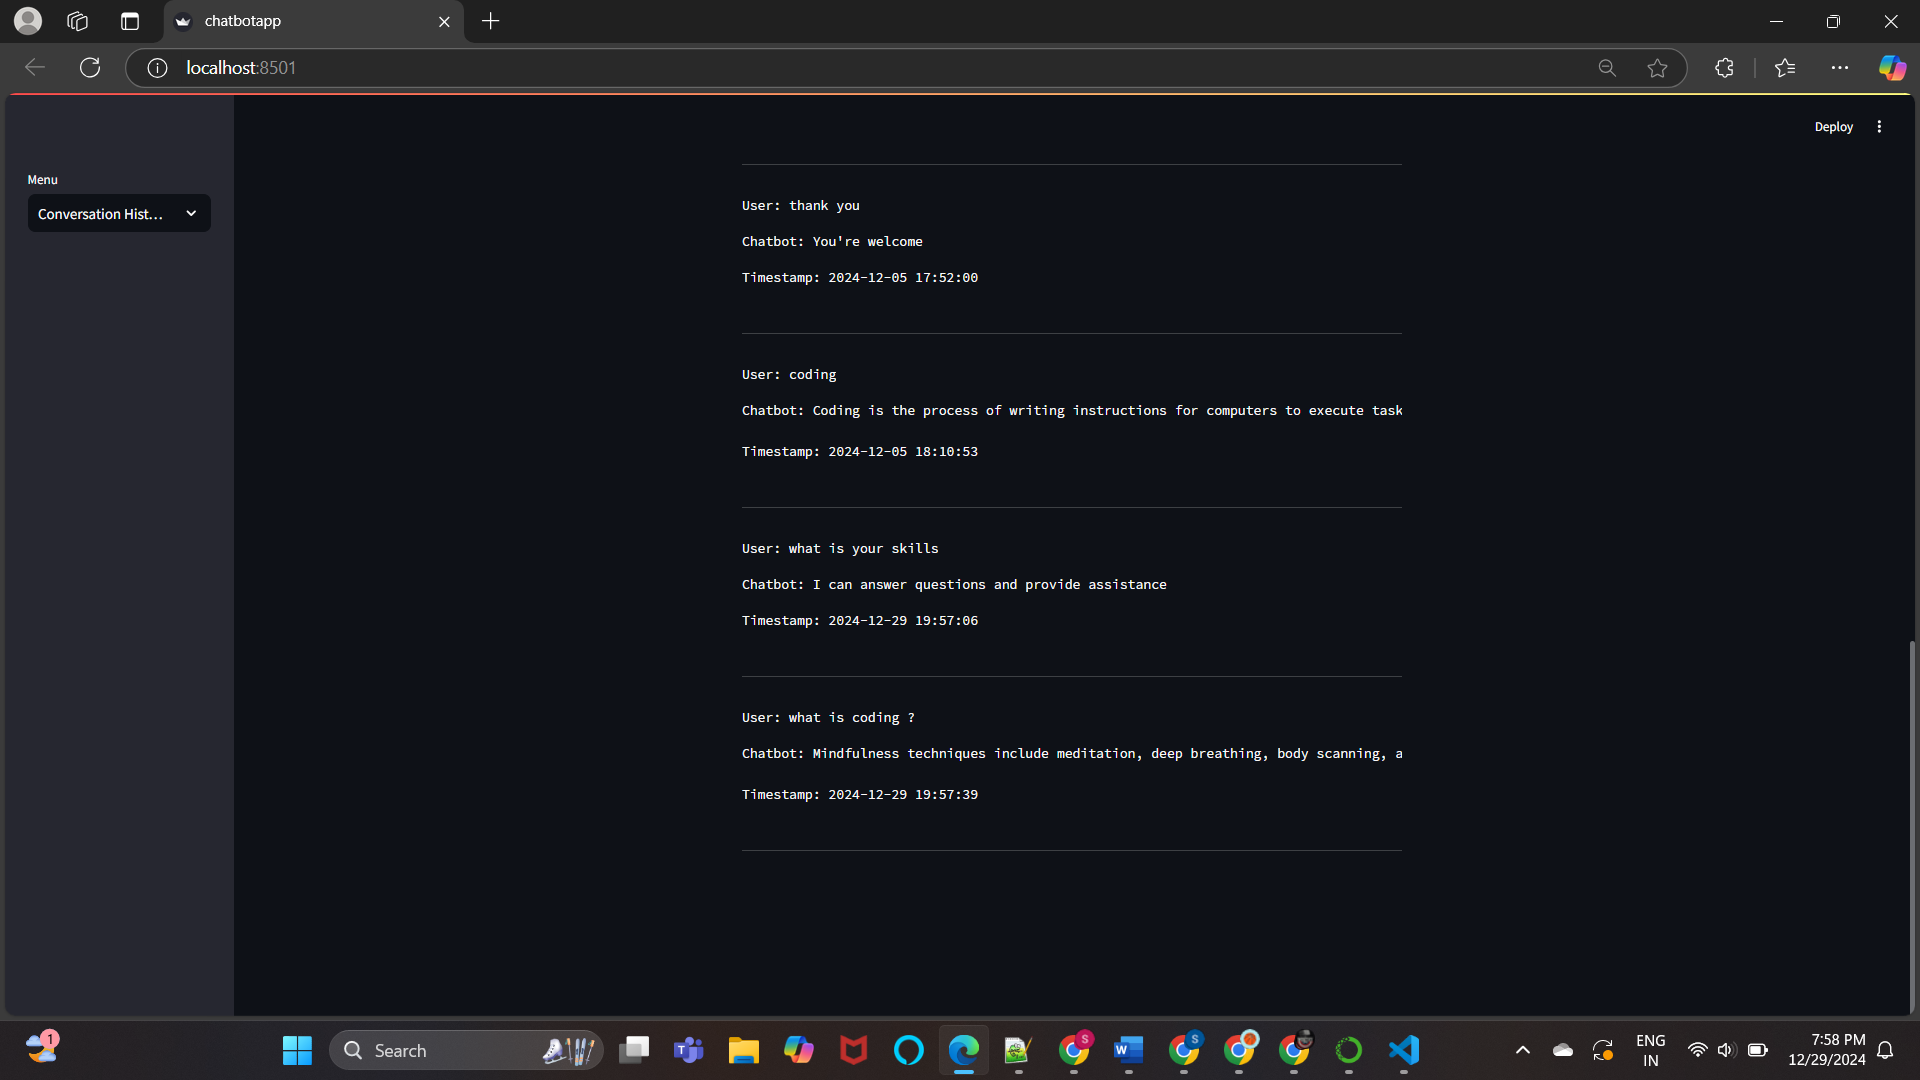 chatbotapp
localhost:8501
Deploy
Menu
Conversation Hist...
User: thank you
Chatbot: You're welcome
Timestamp: 2024-12-05 17:52:00
User: coding
Chatbot: Coding is the process of writing instructions for computers to execute task
Timestamp: 2024-12-05 18:10:53
User: what is your skills
Chatbot: I can answer questions and provide assistance
Timestamp: 2024-12-29 19:57:06
User: what is coding ?
Chatbot: Mindfulness techniques include meditation, deep breathing, body scanning, a
Timestamp: 2024-12-29 19:57:39
1
Search
S
S
ENG
IN
7:58 PM
12/29/2024